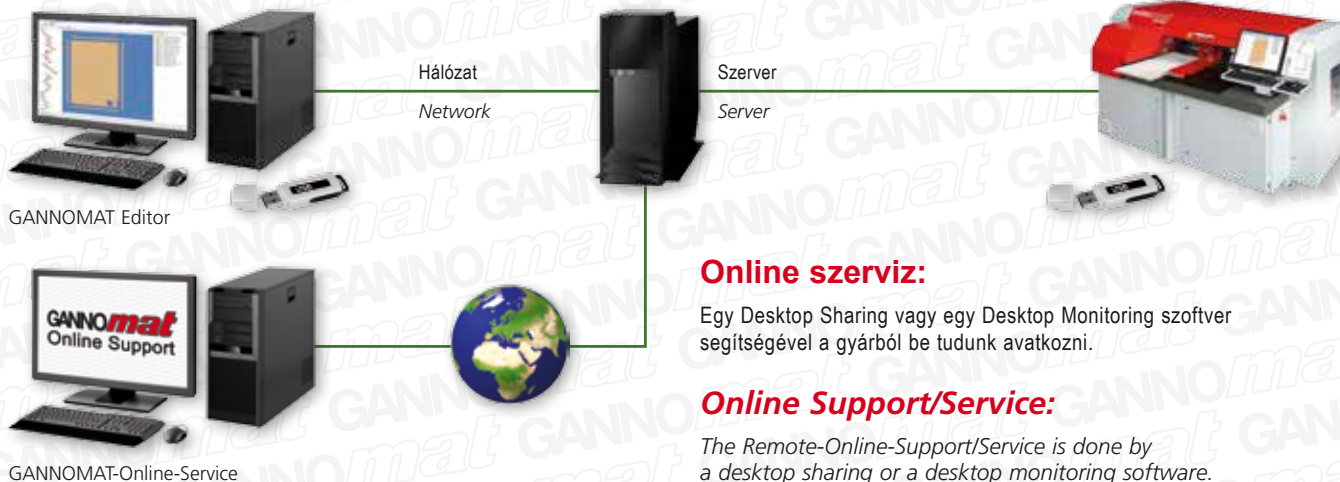 Hálózat
Network
Szerver
Server
GANNOMAT Editor
GANNOmat
Online Support
GANNOMAT-Online-Service
Online szerviz:
Egy Desktop Sharing vagy egy Desktop Monitoring szoftver
segítségével a gyárból be tudunk avatkozni.
Online Support/Service:
The Remote-Online-Support/Service is done by
a desktop sharing or a desktop monitoring software.